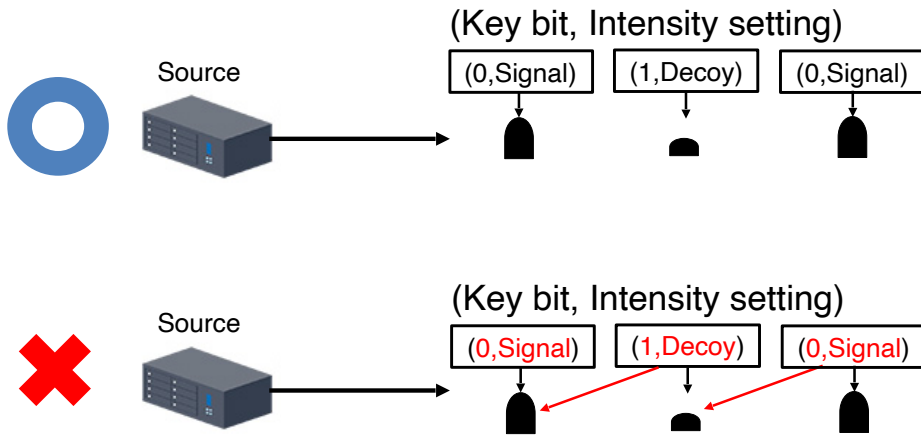 (Key bit, Intensity setting)
Source
(0,Signal)
(1,Decoy)
(0,Signal)
(Key bit, Intensity setting)
Source
(0,Signal)
(1,Decoy)
(0,Signal)